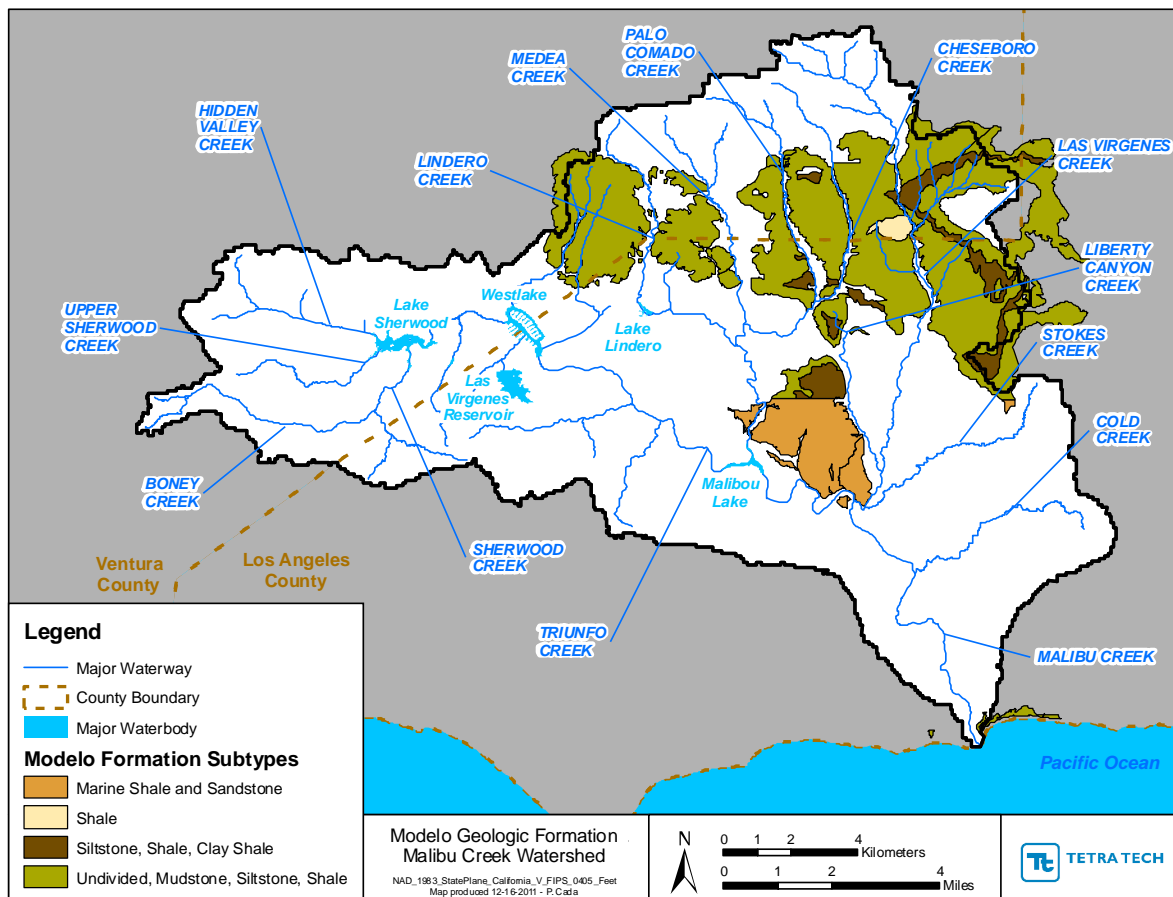 PALO
COMADO
CREEK
MEDEA
CREEK
CHESEBORO
CREEK
HIDDEN
VALLEY
CREEK
LINDERO
CREEK
LAS VIRGENES
CREEK
LIBERTY
CANYON
CREEK
UPPER
SHERWOOD
CREEK
Lake
Sherwood
Westlake
Lake
Lindero
STOKES
CREEK
Las
Virgenes
Reservoir
COLD
CREEK
BONEY
CREEK
Malibou
Lake
SHERWOOD
CREEK
Ventura
County
Los Angeles
County
TRIUNFO
CREEK
MALIBU CREEK
Pacific Ocean
Legend
Major Waterway
County Boundary
Major Waterbody
Modelo Formation Subtypes
Marine Shale and Sandstone
Shale
Siltstone, Shale, Clay Shale
Undivided, Mudstone, Siltstone, Shale
Modelo Geologic Formation
Malibu Creek Watershed
NAD_1983_StatePlane_California_V_FIPS_0405_Feet
Map produced 12-16-2011 - P.Cada
N
0 1 2 4
Kilometers
0 1 2 4
Miles
Tt TETRA TECH